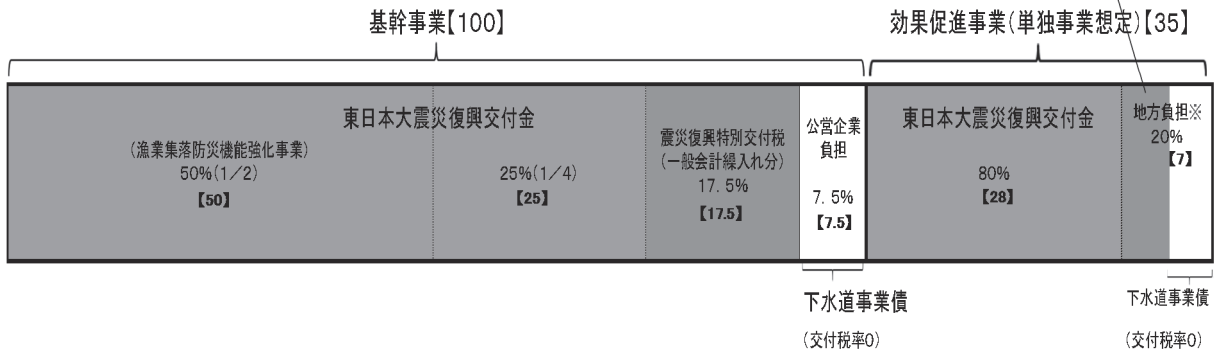 基幹事業【100】
効果促進事業(単独事業想定)【35】
東日本大震災復興交付金
(漁業集落防災機能強化事業)
50%(1/2)
【50】
25%(1/4)
【25】
震災復興特別交付税
(一般会計繰入れ分)
17.5%
【17.5】
公営企業
負担
7.5%
【7.5】
東日本大震災復興交付金
80%
【28】
地方負担※
20%
【7】
下水道事業債
(交付税率0)
下水道事業債
(交付税率0)